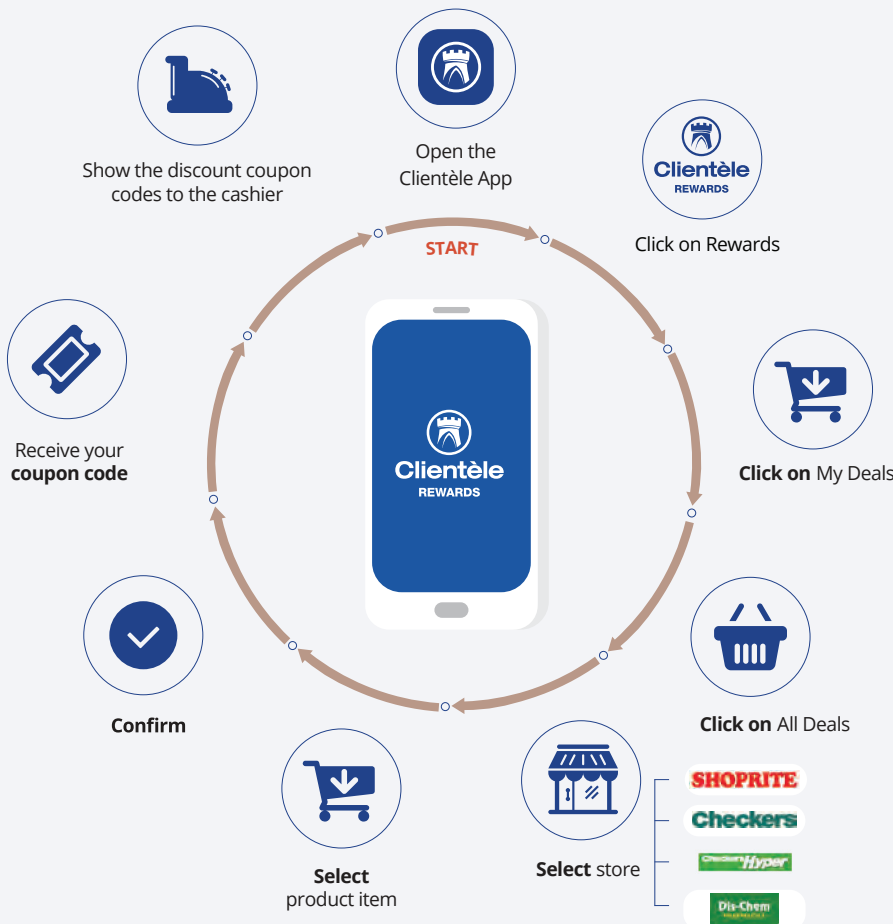 START
Open the
Clientèle App
Clientèle
REWARDS
Click on Rewards
Click on My Deals
Click on All Deals
Select store
SHOPRITE
Checkers
Checkers Hyper
Dis-Chem
PHARMACIES
Select
product item
Confirm
Receive your
coupon code
Show the discount coupon
codes to the cashier
Clientèle
REWARDS